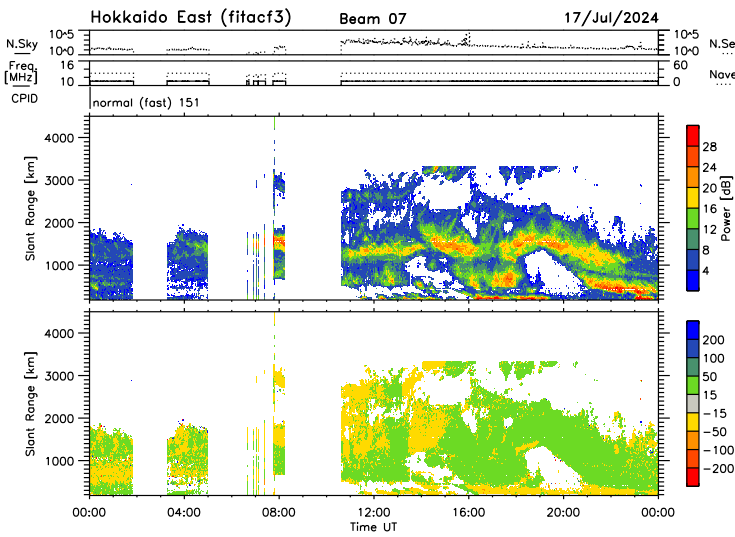 Hokkaido East (fitacf3) Beam 07 17/Jul/2024
N.Sky 10^5 10^0 10^5 10^0 N.Se
Freq. [MHz] 16 10 60 0 Nave
CPID normal (fast) 151
Slant Range [km] 4000 3000 2000 1000
28 24 20 16 12 8 4 Power [dB]
Slant Range [km] 4000 3000 2000 1000
200 100 50 15 -15 -50 -100 -200
00:00 04:00 08:00 12:00 16:00 20:00 00:00
Time UT